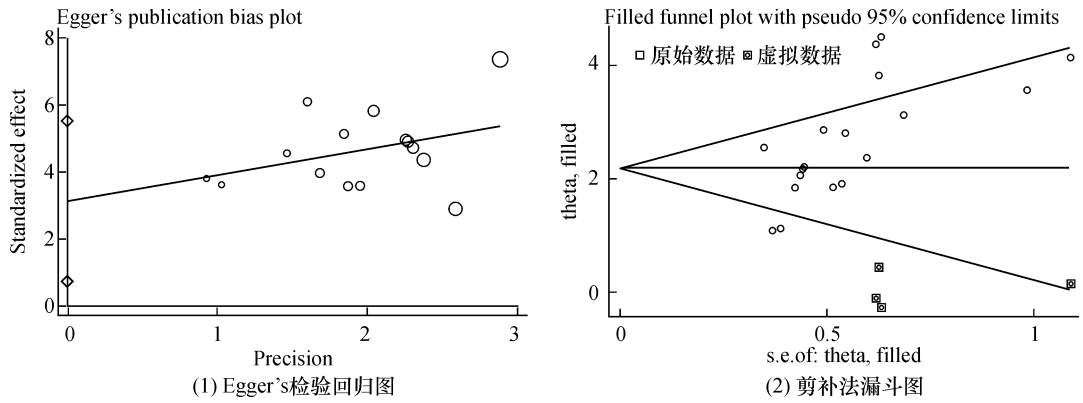 Egger's publication bias plot
8
6
4
2
0
Standardized effect
0 1 2 3
Precision
(1) Egger's检验回归图
Filled funnel plot with pseudo 95% confidence limits
原始数据 虚拟数据
4
2
0
theta, filled
0 0.5 1
s.e.of: theta, filled
(2) 剪补法漏斗图